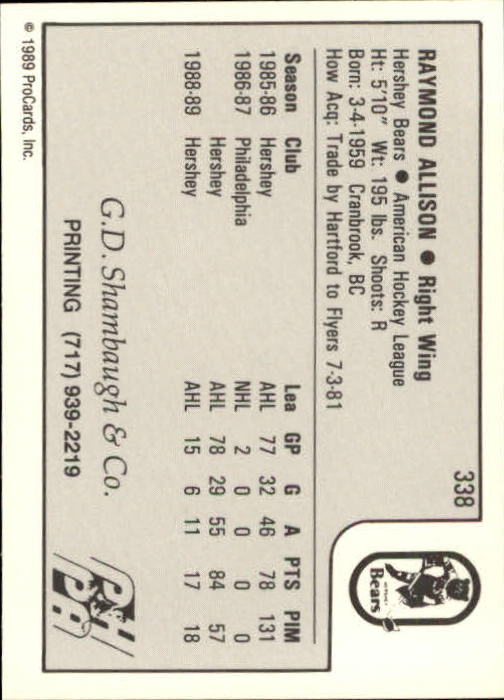 338
RAYMOND ALLISON ● Right Wing
Hershey Bears ● American Hockey League
Ht: 5'10" Wt: 195 lbs. Shoots: R
Born: 3-4-1959 Cranbrook, BC
How Acq: Trade by Hartford to Flyers 7-3-81
Season Club Lea GP G A PTS PIM
1985-86 Hershey AHL 77 32 46 78 131
1986-87 Philadelphia NHL 2 0 0 0 0
Hershey AHL 78 29 55 84 57
1988-89 Hershey AHL 15 6 11 17 18
G.D. Shambaugh & Co.
PRINTING (717) 939-2219
© 1989 ProCards, Inc.
Bears